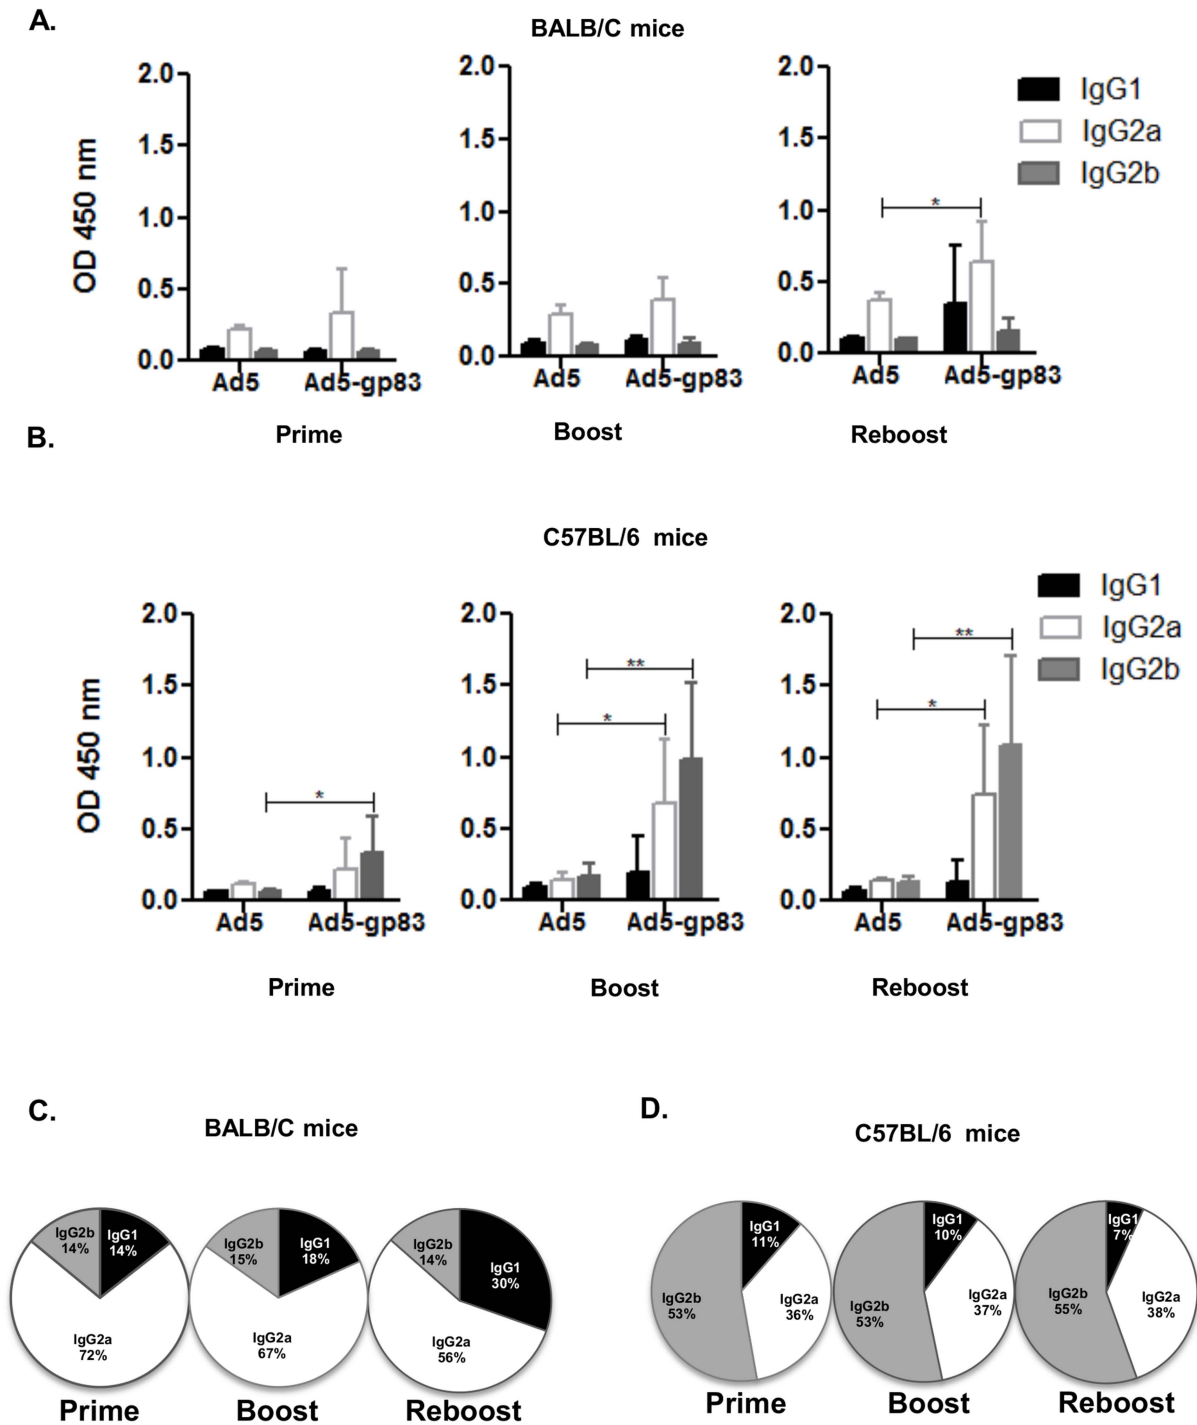 A.
BALB/C mice
2.0
1.5
1.0
0.5
0.0
OD 450 nm
Ad5 Ad5-gp83
Prime
2.0
1.5
1.0
0.5
0.0
Ad5 Ad5-gp83
Boost
2.0
1.5
1.0
0.5
0.0
*
Ad5 Ad5-gp83
Reboost
IgG1
IgG2a
IgG2b
B.
C57BL/6 mice
2.0
1.5
1.0
0.5
0.0
OD 450 nm
*
Ad5 Ad5-gp83
Prime
2.0
1.5
1.0
0.5
0.0
**
*
Ad5 Ad5-gp83
Boost
2.0
1.5
1.0
0.5
0.0
**
*
Ad5 Ad5-gp83
Reboost
IgG1
IgG2a
IgG2b
C.
BALB/C mice
IgG2b
14%
IgG1
14%
IgG2a
72%
Prime
IgG2b
15%
IgG1
18%
IgG2a
67%
Boost
IgG2b
14%
IgG1
30%
IgG2a
56%
Reboost
D.
C57BL/6 mice
IgG1
11%
IgG2b
53%
IgG2a
36%
Prime
IgG1
10%
IgG2b
53%
IgG2a
37%
Boost
IgG1
7%
IgG2b
55%
IgG2a
38%
Reboost